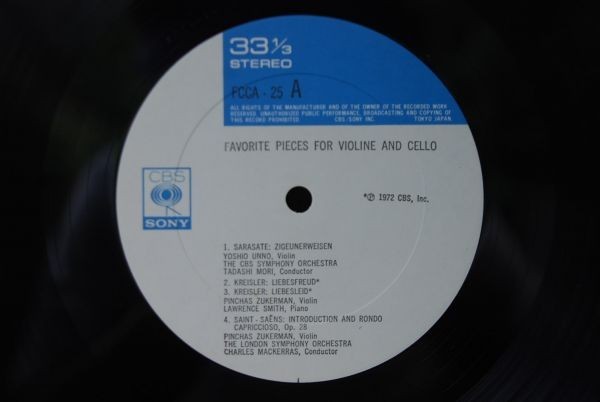 33 1/3
STEREO
FCCA - 25 A
ALL RIGHTS OF THE MANUFACTURER AND OF THE OWNER OF THE RECORDED WORK
RESERVED. UNAUTHORIZED PUBLIC PERFORMANCE, BROADCASTING AND COPYING OF
THIS RECORD PROHIBITED CBS/SONY INC. TOKYO JAPAN
FAVORITE PIECES FOR VIOLINE AND CELLO
CBS
SONY
*℗ 1972 CBS, Inc.
1. SARASATE: ZIGEUNERWEISEN
YOSHIO UNNO, Violin
THE CBS SYMPHONY ORCHESTRA
TADASHI MORI, Conductor
2. KREISLER: LIEBESFREUD*
3. KREISLER: LIEBESLEID*
PINCHAS ZUKERMAN, Violin
LAWRENCE SMITH, Piano
4. SAINT-SAËNS: INTRODUCTION AND RONDO
CAPRICCIOSO, Op. 28
PINCHAS ZUKERMAN, Violin
THE LONDON SYMPHONY ORCHESTRA
CHARLES MACKERRAS, Conductor